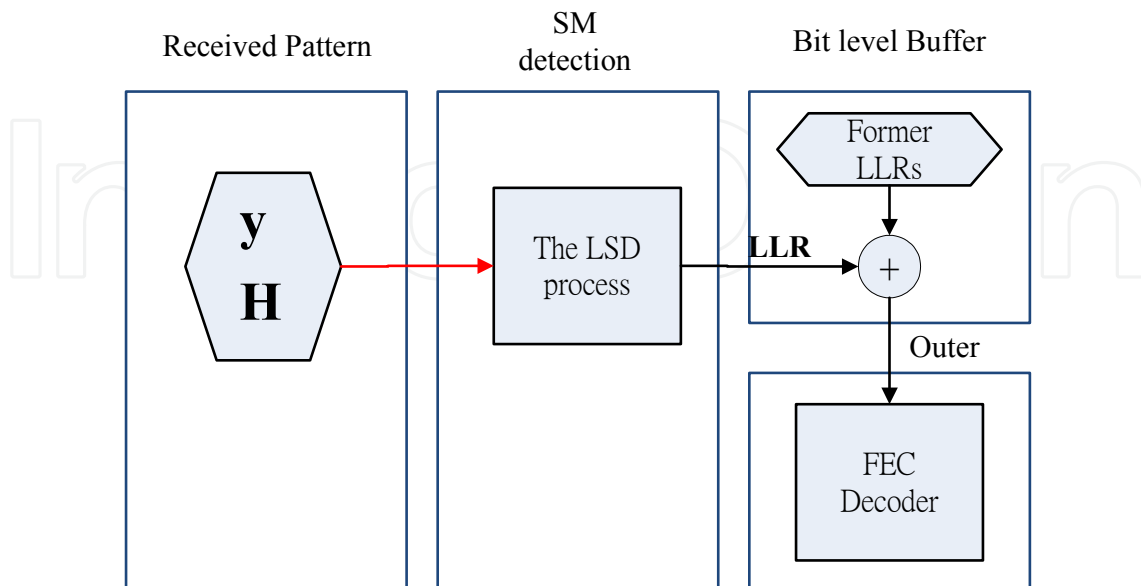 Received Pattern
SM
detection
Bit level Buffer
Former
LLRs
y
H
The LSD
process
LLR
+
Outer
FEC
Decoder